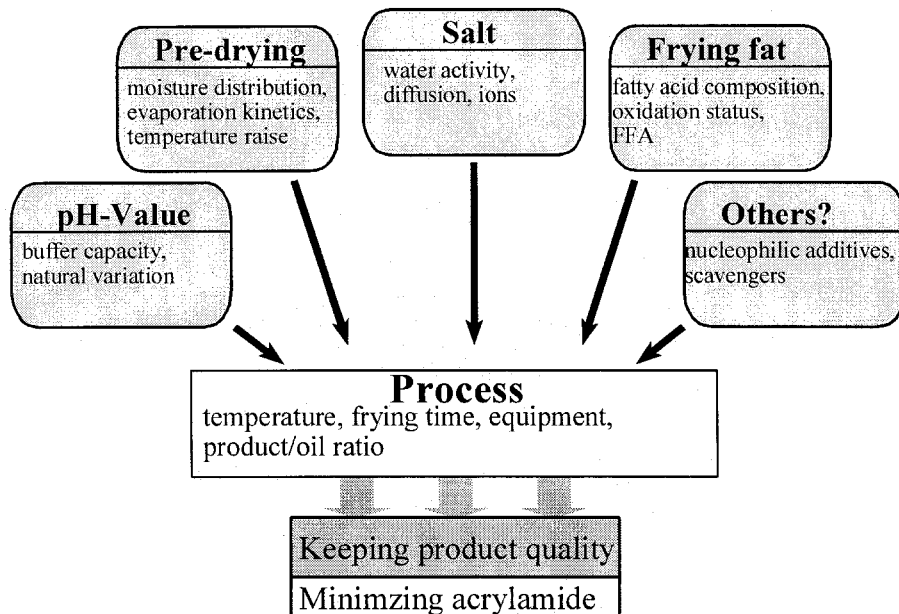 Pre-drying
moisture distribution,
evaporation kinetics,
temperature raise
Salt
water activity,
diffusion, ions
Frying fat
fatty acid composition,
oxidation status,
FFA
pH-Value
buffer capacity,
natural variation
Others?
nucleophilic additives,
scavengers
Process
temperature, frying time, equipment,
product/oil ratio
Keeping product quality
Minimzing acrylamide